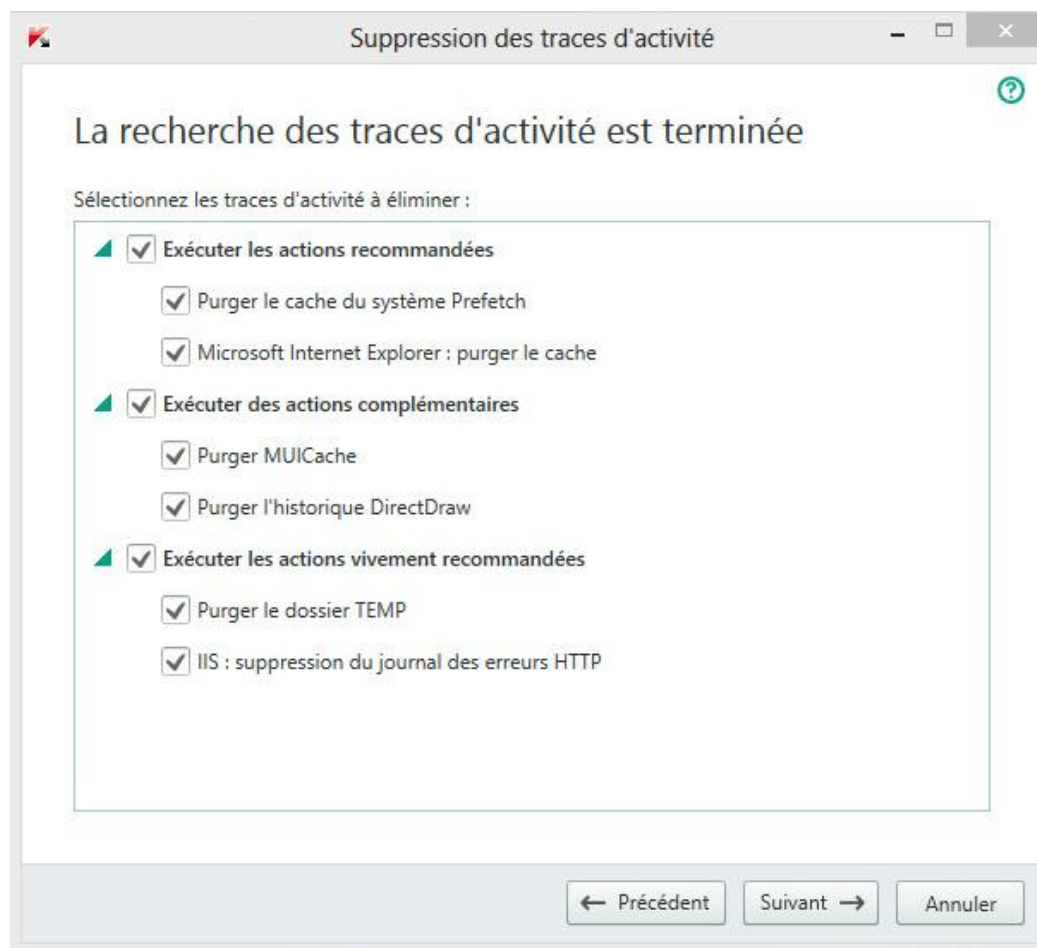 Suppression des traces d'activité
La recherche des traces d'activité est terminée
Sélectionnez les traces d'activité à éliminer :
Exécuter les actions recommandées
Purger le cache du système Prefetch
Microsoft Internet Explorer : purger le cache
Exécuter des actions complémentaires
Purger MUICache
Purger l'historique DirectDraw
Exécuter les actions vivement recommandées
Purger le dossier TEMP
IIS : suppression du journal des erreurs HTTP
← Précédent Suivant → Annuler